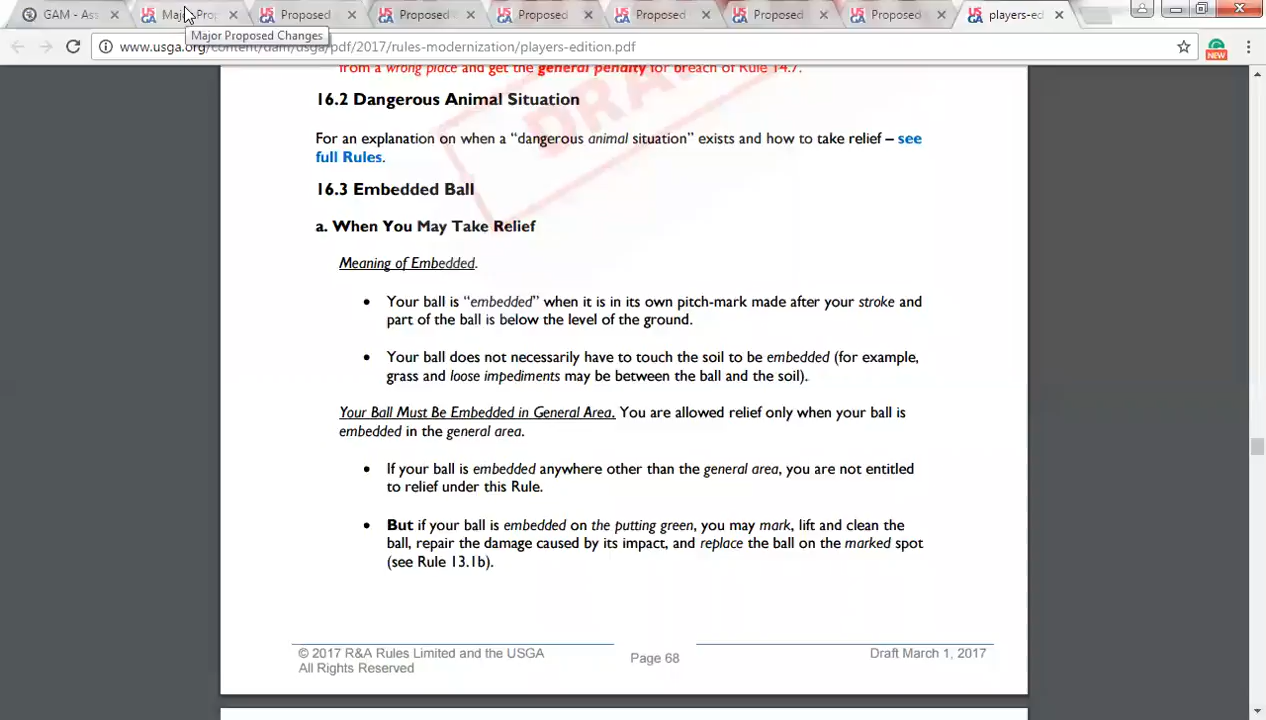 GAM - Ass
Major Prop
Proposed
Proposed
Proposed
Proposed
Proposed
Proposed
players-ed
www.usga.org/content/dam/usga/pdf/2017/rules-modernization/players-edition.pdf
Major Proposed Changes
NEW
from a wrong place and get the general penalty for breach of Rule 14.7.
DRAFT
16.2 Dangerous Animal Situation
For an explanation on when a “dangerous animal situation” exists and how to take relief – see
full Rules.
16.3 Embedded Ball
a. When You May Take Relief
Meaning of Embedded.
• Your ball is “embedded” when it is in its own pitch-mark made after your stroke and
part of the ball is below the level of the ground.
• Your ball does not necessarily have to touch the soil to be embedded (for example,
grass and loose impediments may be between the ball and the soil).
Your Ball Must Be Embedded in General Area. You are allowed relief only when your ball is
embedded in the general area.
• If your ball is embedded anywhere other than the general area, you are not entitled
to relief under this Rule.
• But if your ball is embedded on the putting green, you may mark, lift and clean the
ball, repair the damage caused by its impact, and replace the ball on the marked spot
(see Rule 13.1b).
© 2017 R&A Rules Limited and the USGA
All Rights Reserved
Page 68
Draft March 1, 2017